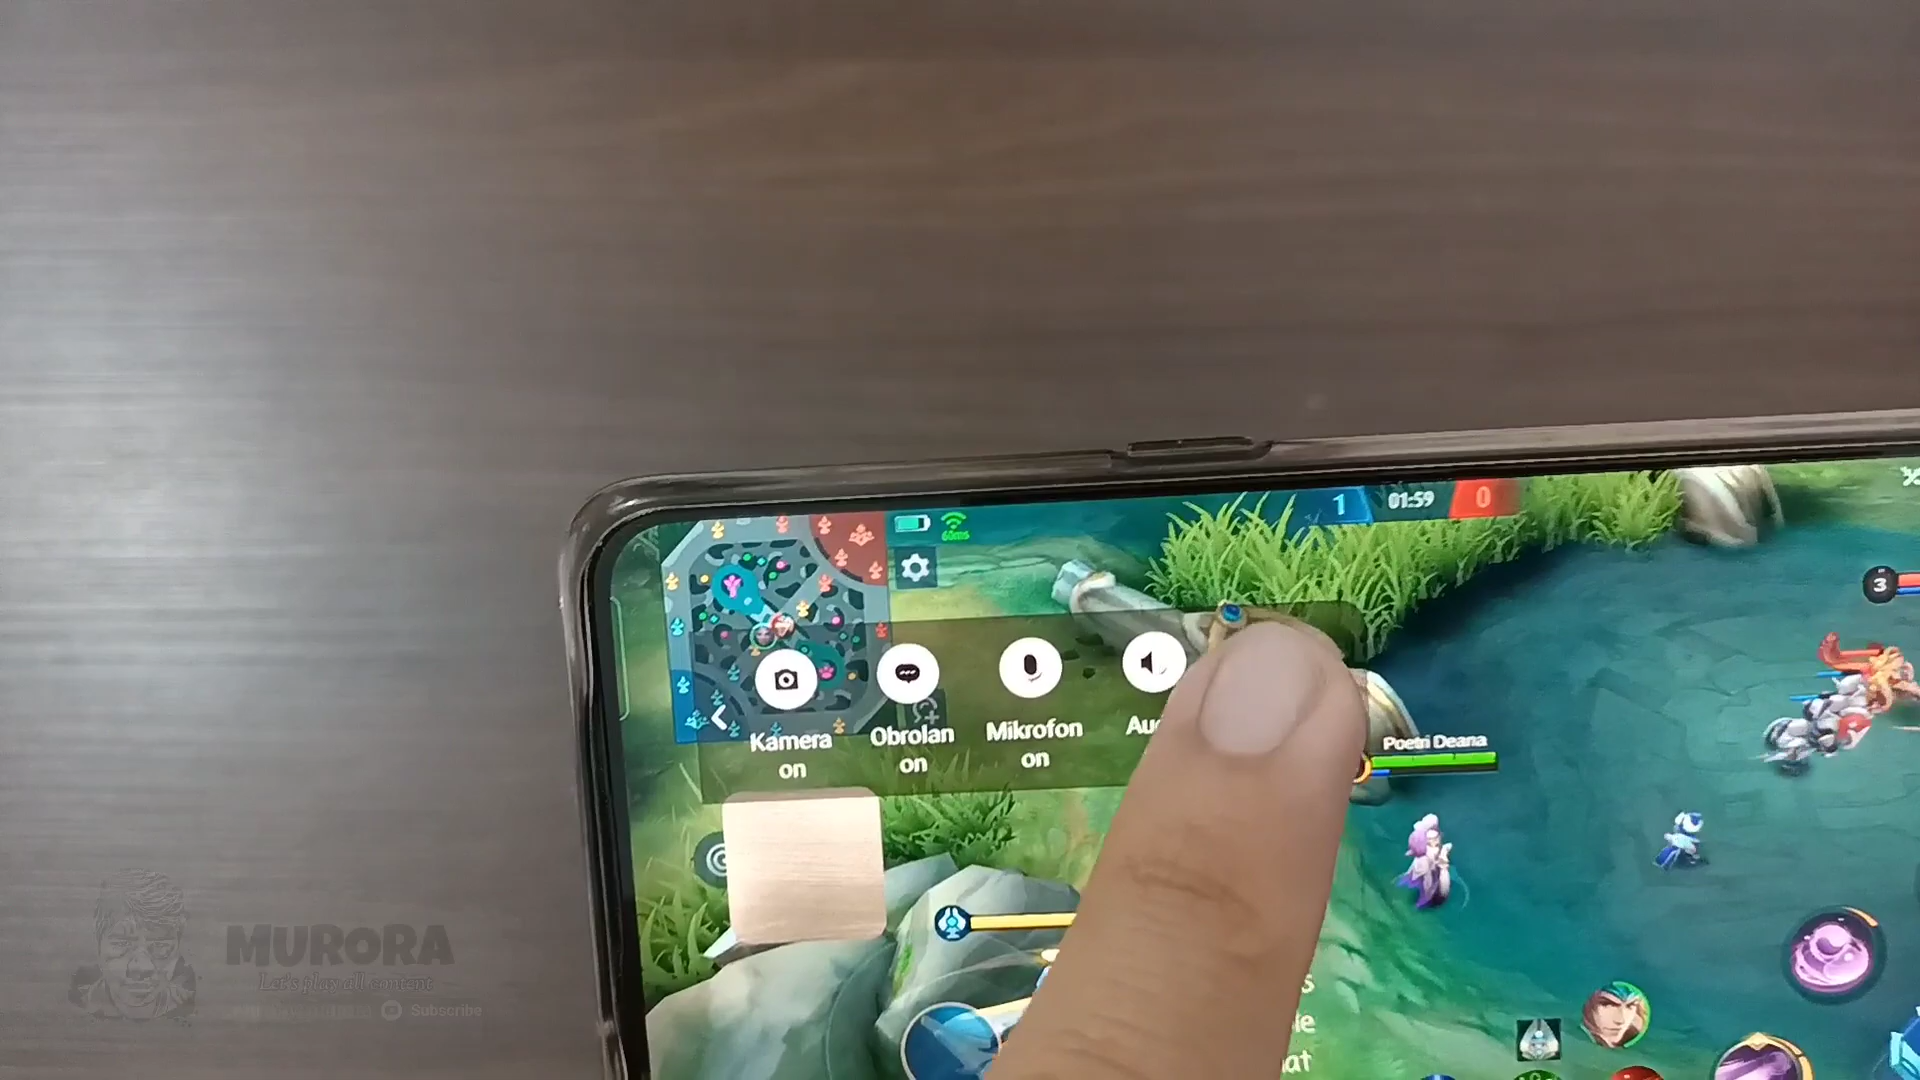 1 01:59 0
60ms
3
Kamera
on
Obrolan
on
Mikrofon
on
Poetri Deana
MURORA
Let's play all content
Subscribe